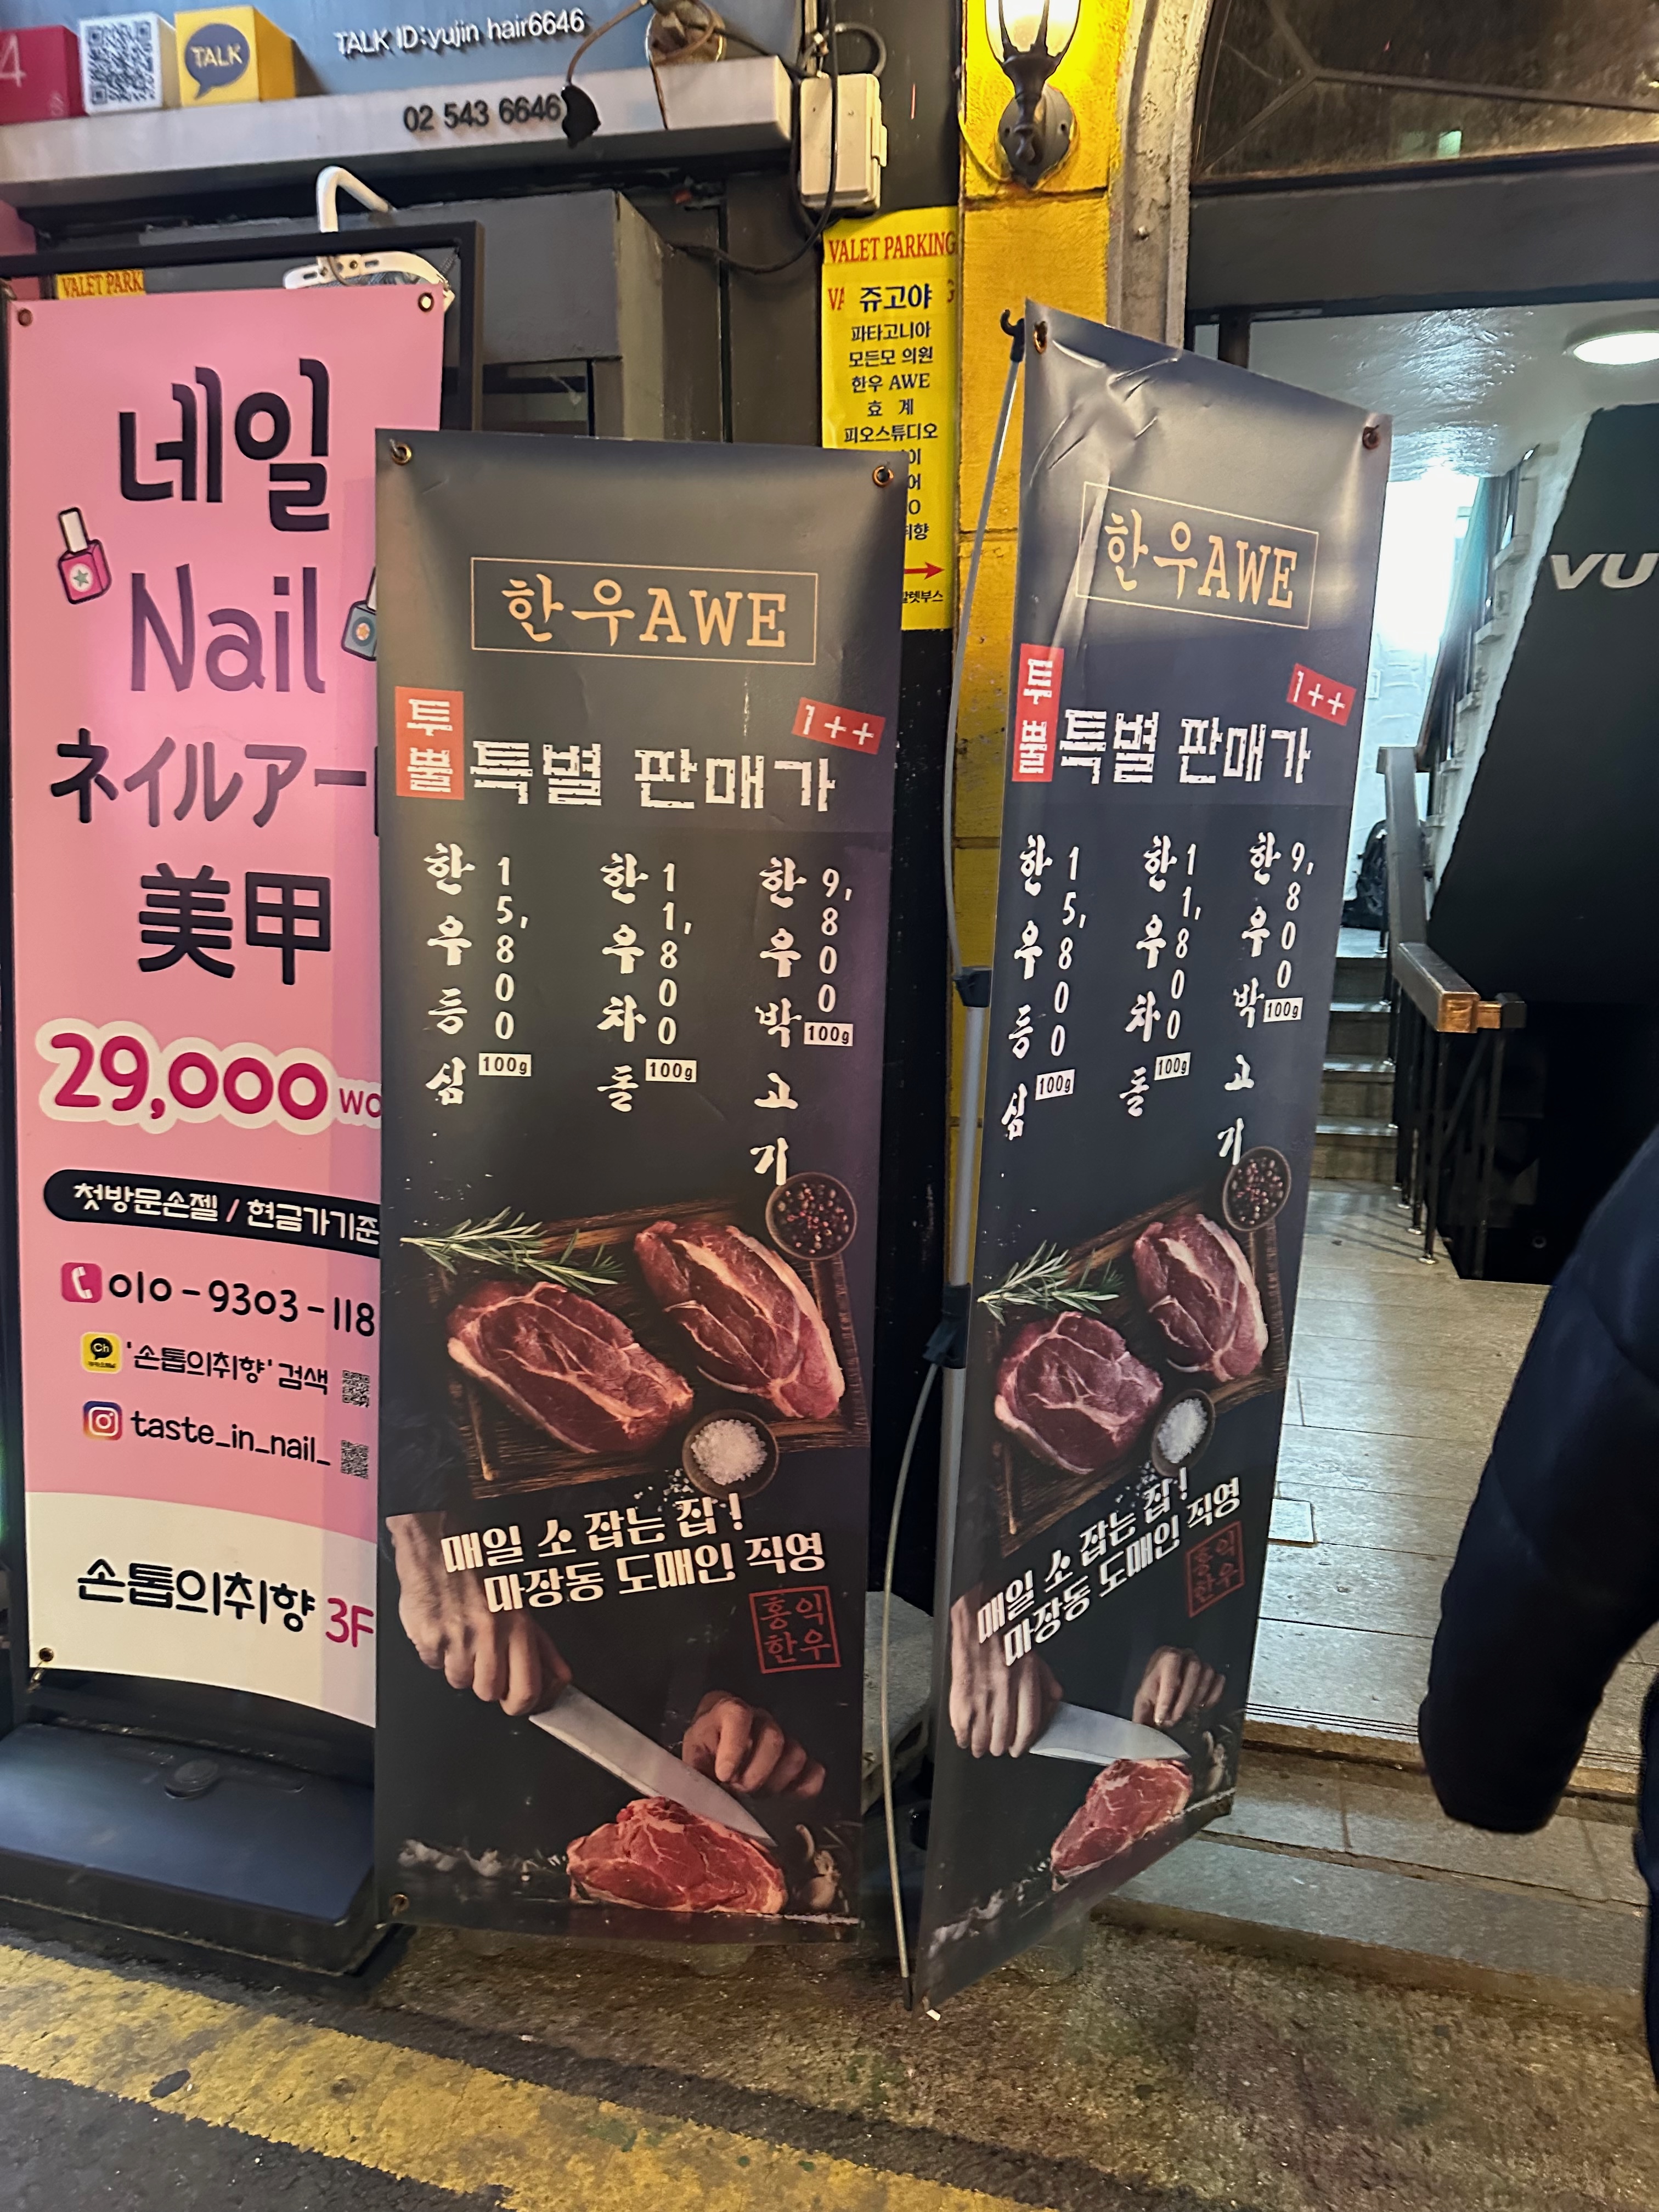 TALK
TALK ID:yujin hair6646
02 543 6646
VALET PARK
네일
Nail
ネイルアー
美甲
29,000
첫방문손젤 / 현금가기준
010-9303-118
Ch
'손톱의취향' 검색
taste_in_nail_
손톱의취향 3F
VALET PARKING
쥬고야
파타고니아
모든모 의원
한우 AWE
효 계
피오스튜디오
한우AWE
투뿔
1++
특별 판매가
한우등심
15,800
100g
한우차돌
11,800
100g
한우박고기
9,800
100g
매일 소 잡는 집!
마장동 도매인 직영
홍익
한우
한우AWE
투뿔
1++
특별 판매가
한우등심
15,800
100g
한우차돌
11,800
100g
한우박고기
9,800
100g
매일 소 잡는 집!
마장동 도매인 직영
홍익
한우
VU